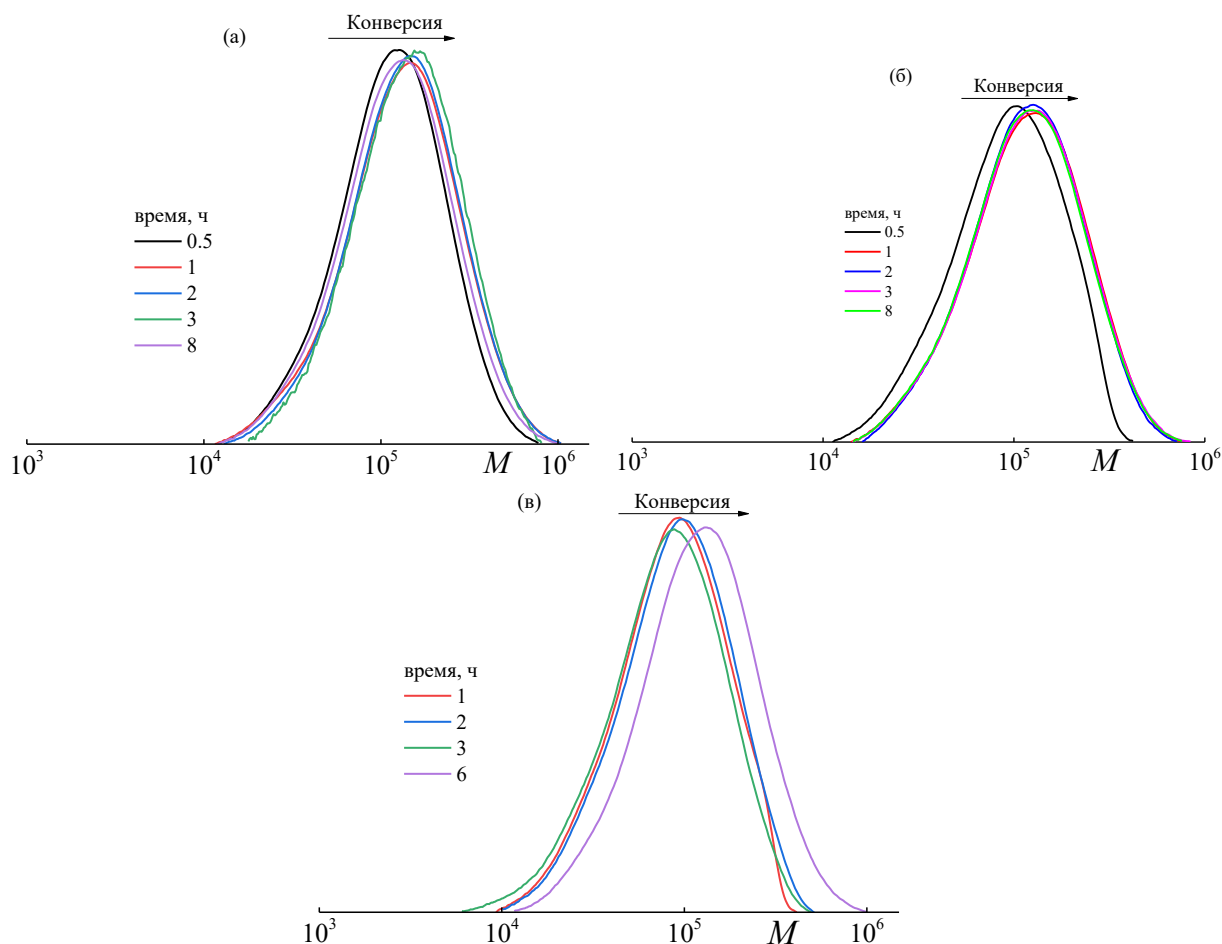 (а)
Конверсия
время, ч
0.5
1
2
3
8
10³ 10⁴ 10⁵ M 10⁶
(б)
Конверсия
время, ч
0.5
1
2
3
8
10³ 10⁴ 10⁵ M 10⁶
(в)
Конверсия
время, ч
1
2
3
6
10³ 10⁴ 10⁵ M 10⁶